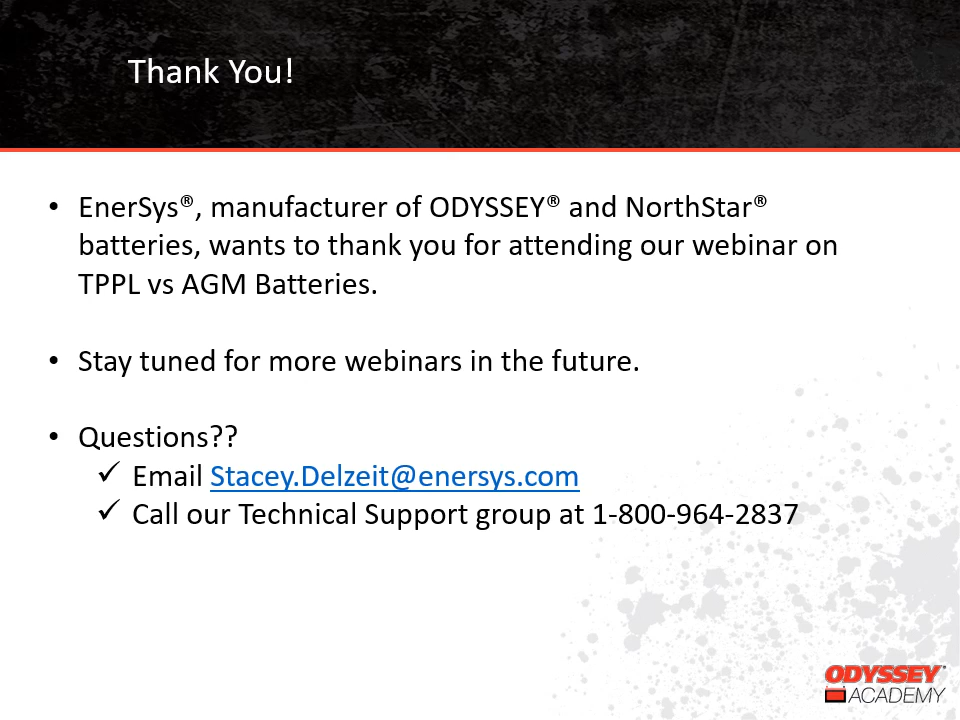 Thank You!
• EnerSys®, manufacturer of ODYSSEY® and NorthStar®
batteries, wants to thank you for attending our webinar on
TPPL vs AGM Batteries.
• Stay tuned for more webinars in the future.
• Questions??
✓ Email Stacey.Delzeit@enersys.com
✓ Call our Technical Support group at 1-800-964-2837
ODYSSEY®
ACADEMY